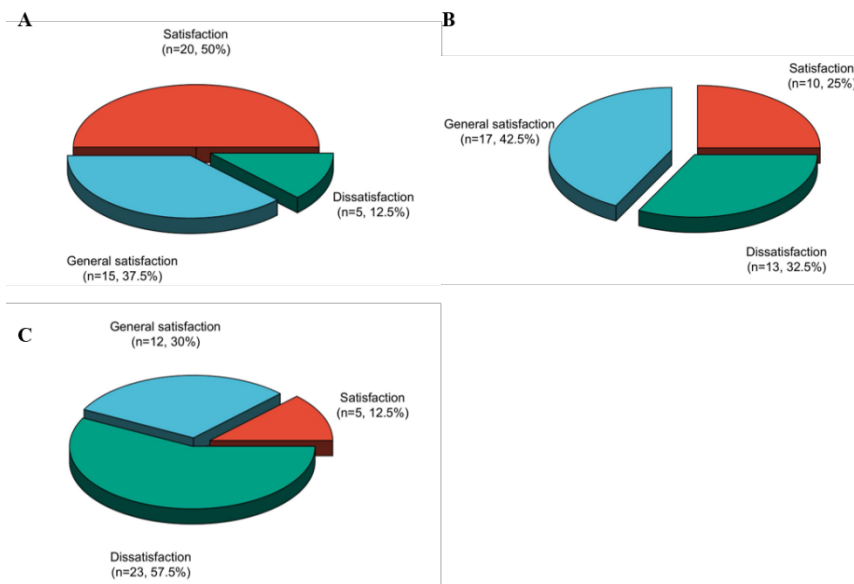 A
Satisfaction
(n=20, 50%)
Dissatisfaction
(n=5, 12.5%)
General satisfaction
(n=15, 37.5%)
B
Satisfaction
(n=10, 25%)
General satisfaction
(n=17, 42.5%)
Dissatisfaction
(n=13, 32.5%)
C
General satisfaction
(n=12, 30%)
Satisfaction
(n=5, 12.5%)
Dissatisfaction
(n=23, 57.5%)